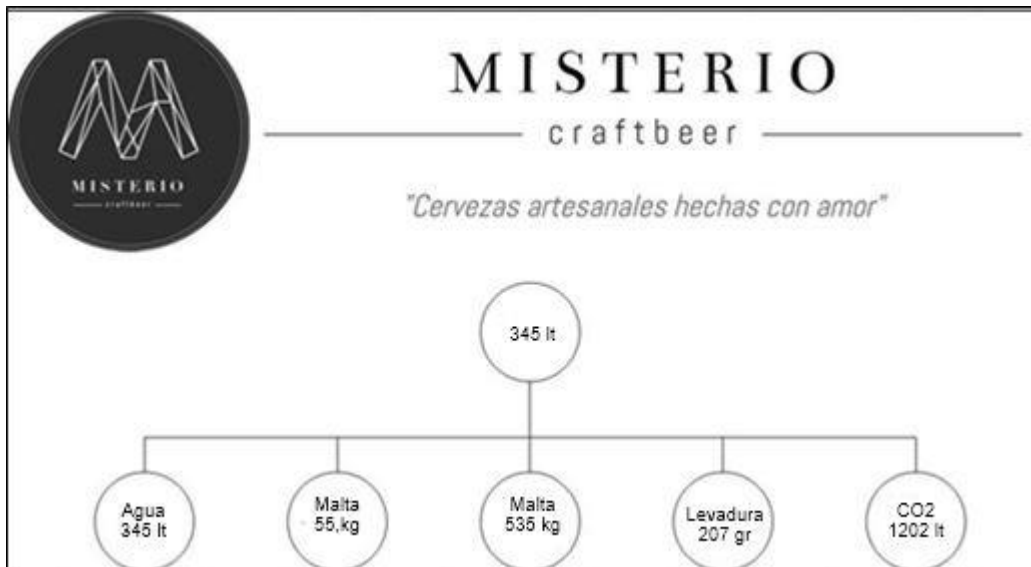 MISTERIO
craftbeer
MISTERIO
craftbeer
"Cervezas artesanales hechas con amor"
345 lt
Agua
345 lt
Malta
55,kg
Malta
535 kg
Levadura
207 gr
CO2
1202 lt